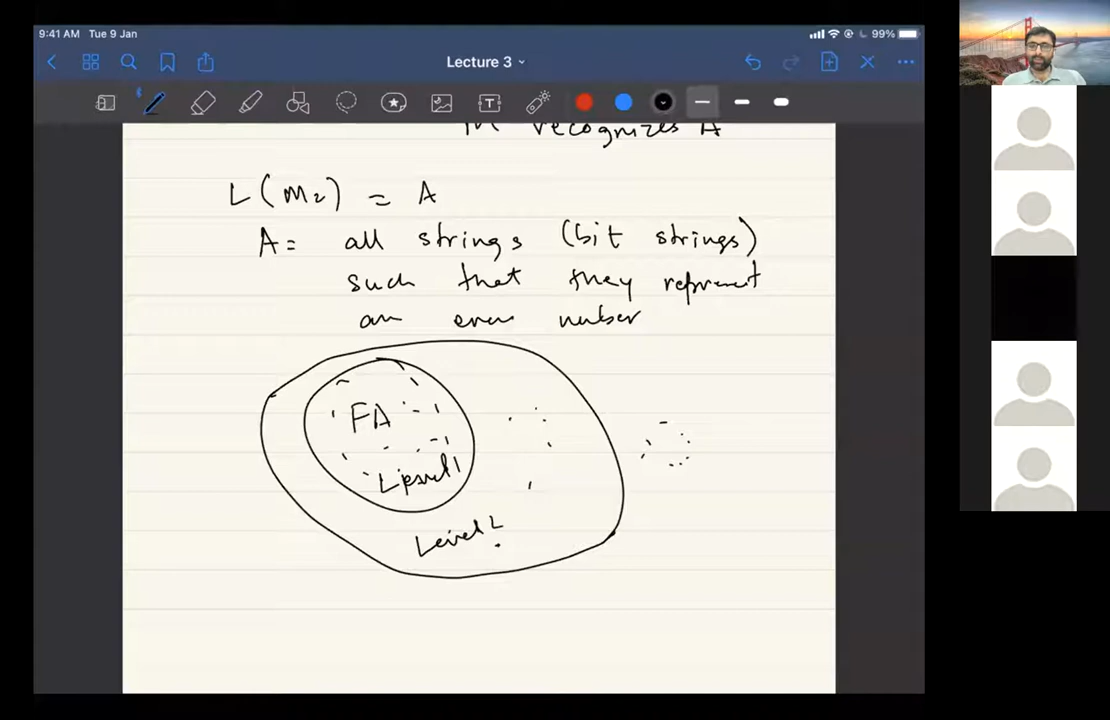 9:41 AM Tue 9 Jan
99%
Lecture 3
M recognizes A
L(M2) = A
A = all strings (bit strings)
such that they represent
an even number
FA
Level 1
Level 2